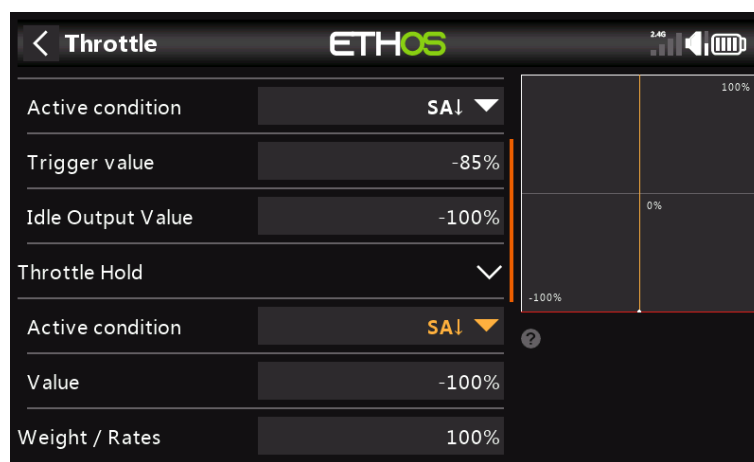 Throttle
ETHOS
2.4G
Active condition SA↓
100%
Trigger value -85%
Idle Output Value -100%
0%
Throttle Hold
-100%
Active condition SA↓
?
Value -100%
Weight / Rates 100%